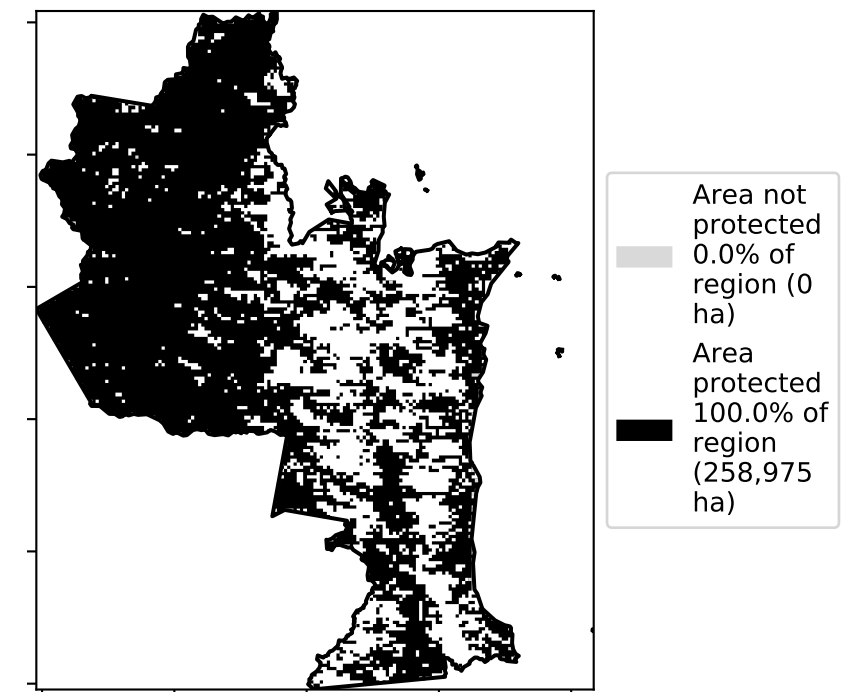 Area not
protected
0.0% of
region (0
ha)
Area
protected
100.0% of
region
(258,975
ha)